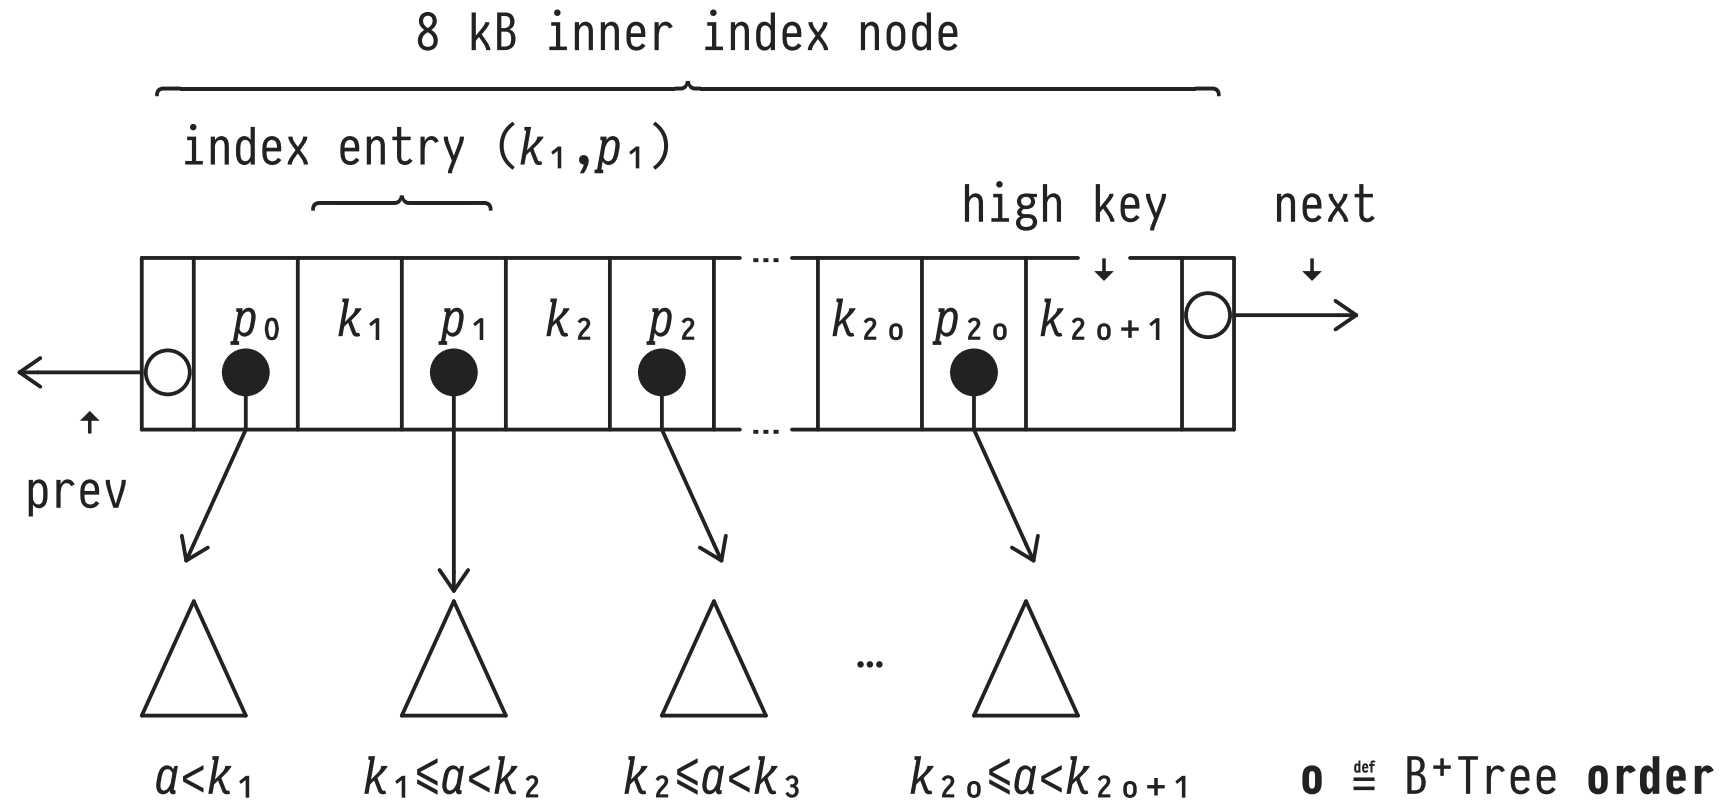 8 kB inner index node
index entry (k₁,p₁)
high key next
...
p₀ k₁ p₁ k₂ p₂ k₂ₒ p₂ₒ k₂ₒ₊₁
...
prev
...
a<k₁ k₁⩽a<k₂ k₂⩽a<k₃ k₂ₒ⩽a<k₂ₒ₊₁ o ≝ B⁺Tree order